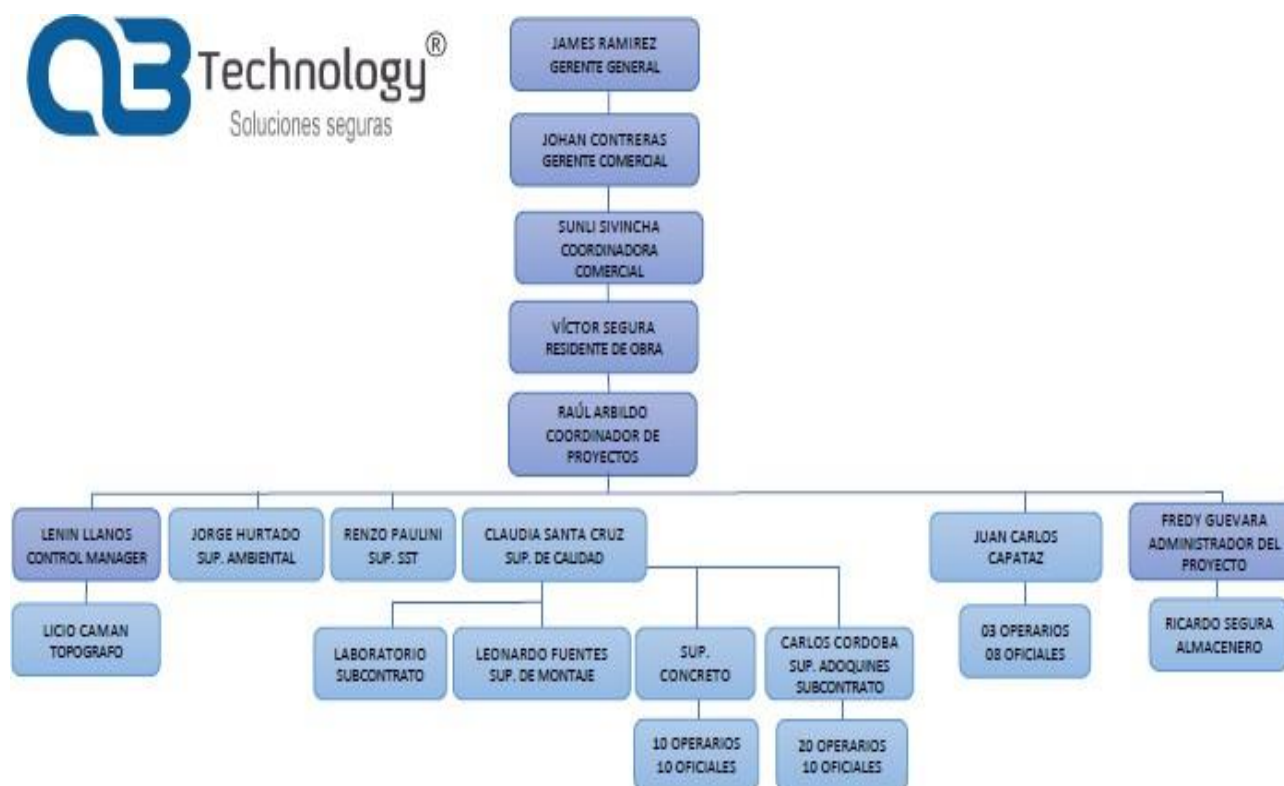 Technology®
Soluciones seguras
JAMES RAMIREZ
GERENTE GENERAL
JOHAN CONTRERAS
GERENTE COMERCIAL
SUNLI SIVINCHA
COORDINADORA
COMERCIAL
VÍCTOR SEGURA
RESIDENTE DE OBRA
RAÚL ARBILDO
COORDINADOR DE
PROYECTOS
LENIN LLANOS
CONTROL MANAGER
JORGE HURTADO
SUP. AMBIENTAL
RENZO PAULINI
SUP. SST
CLAUDIA SANTA CRUZ
SUP. DE CALIDAD
JUAN CARLOS
CAPATAZ
FREDY GUEVARA
ADMINISTRADOR DEL
PROYECTO
LICIO CAMAN
TOPOGRAFO
LABORATORIO
SUBCONTRATO
LEONARDO FUENTES
SUP. DE MONTAJE
SUP.
CONCRETO
CARLOS CORDOBA
SUP. ADOQUINES
SUBCONTRATO
03 OPERARIOS
08 OFICIALES
RICARDO SEGURA
ALMACENERO
10 OPERARIOS
10 OFICIALES
20 OPERARIOS
10 OFICIALES